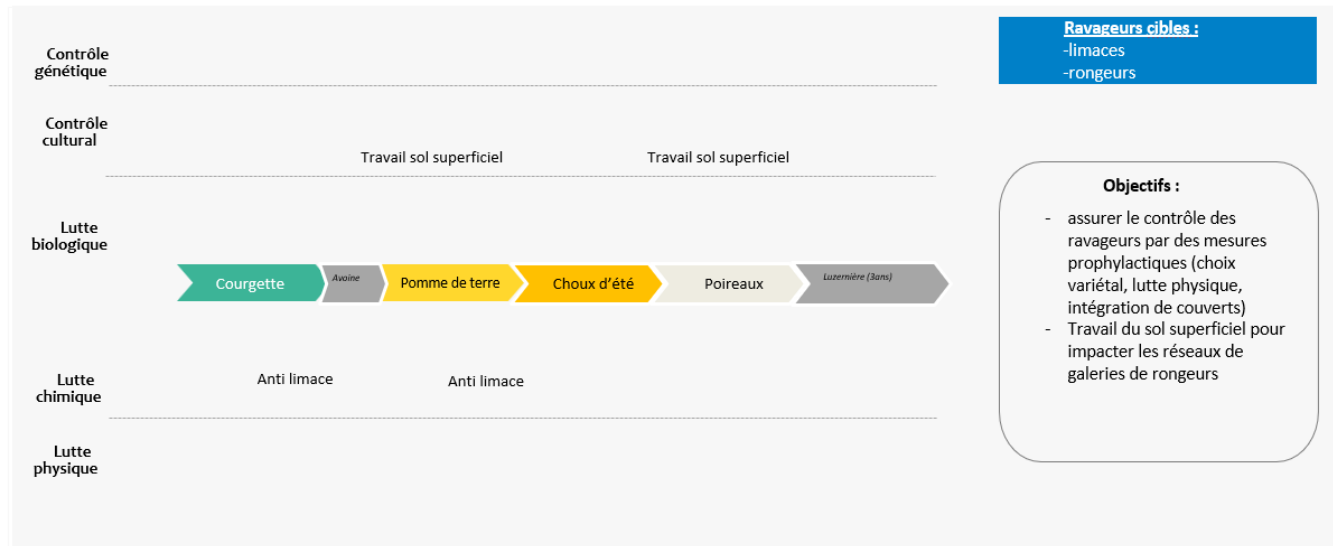 Contrôle
génétique
Ravageurs cibles :
-limaces
-rongeurs
Contrôle
cultural
Travail sol superficiel
Travail sol superficiel
Lutte
biologique
Courgette
Avoine
Pomme de terre
Choux d'été
Poireaux
Luzernière (3ans)
Anti limace
Anti limace
Lutte
chimique
Lutte
physique
Objectifs :
- assurer le contrôle des
ravageurs par des mesures
prophylactiques (choix
variétal, lutte physique,
intégration de couverts)
- Travail du sol superficiel pour
impacter les réseaux de
galeries de rongeurs